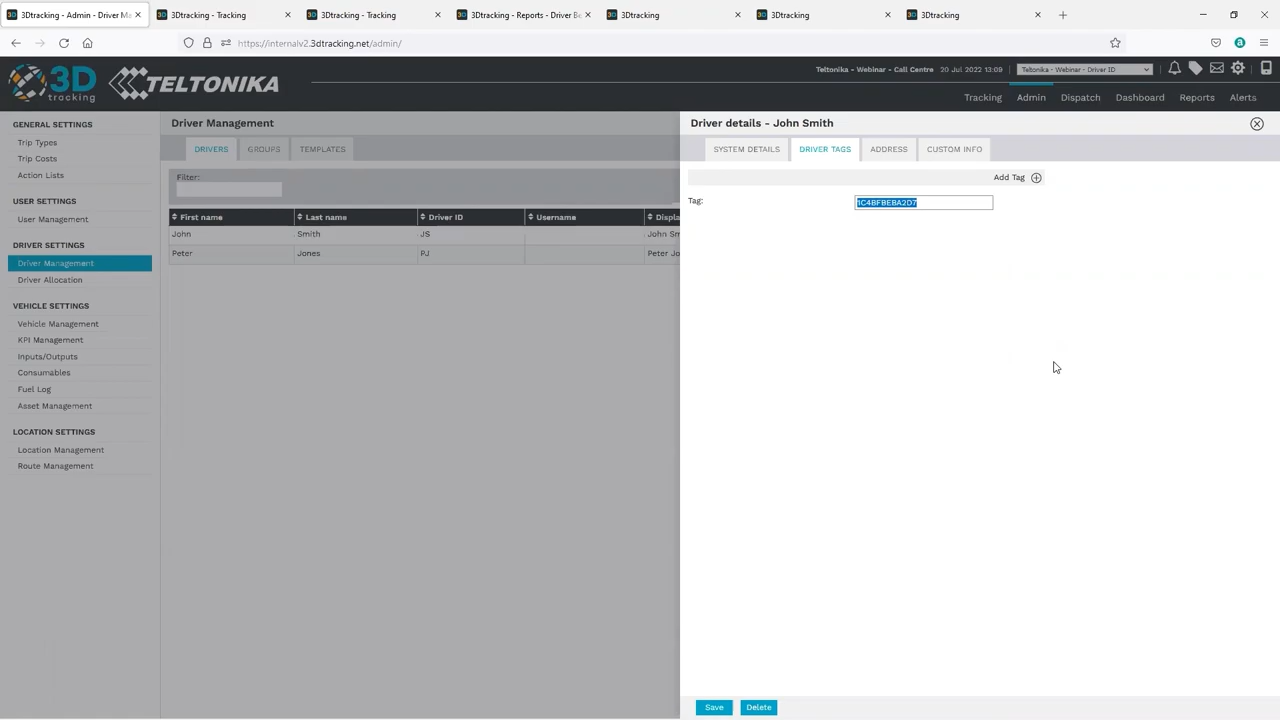 3Dtracking - Admin - Driver Ma
3Dtracking - Tracking
3Dtracking - Tracking
3Dtracking - Reports - Driver Be
3Dtracking
3Dtracking
3Dtracking
https://internalv2.3dtracking.net/admin/
3D tracking
TELTONIKA
Teltonika - Webinar - Call Centre 20 Jul 2022 13:09 Teltonika - Webinar - Driver ID
Tracking Admin Dispatch Dashboard Reports Alerts
GENERAL SETTINGS
Trip Types
Trip Costs
Action Lists
USER SETTINGS
User Management
DRIVER SETTINGS
Driver Management
Driver Allocation
VEHICLE SETTINGS
Vehicle Management
KPI Management
Inputs/Outputs
Consumables
Fuel Log
Asset Management
LOCATION SETTINGS
Location Management
Route Management
Driver Management
DRIVERS GROUPS TEMPLATES
Filter:
First name Last name Driver ID Username Displa
John Smith JS John Sm
Peter Jones PJ Peter Jo
Driver details - John Smith
SYSTEM DETAILS DRIVER TAGS ADDRESS CUSTOM INFO
Add Tag
Tag: 1C4BFBEBA2D7
Save Delete